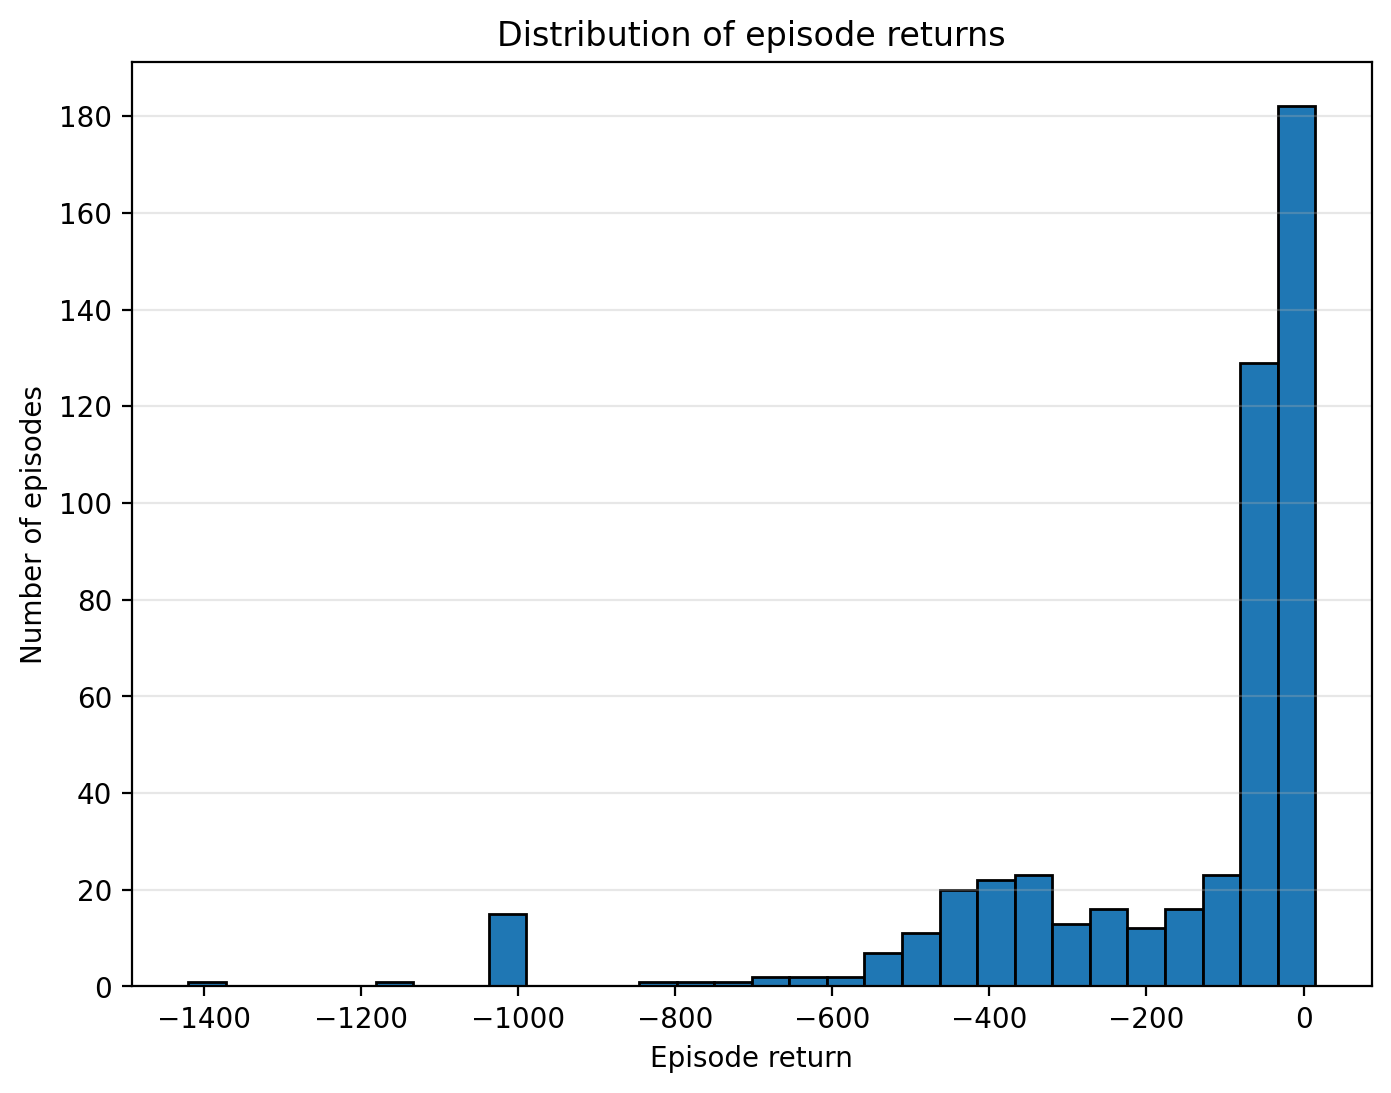 Distribution of episode returns
180
160
140
120
100
80
60
40
20
0
Number of episodes
−1400 −1200 −1000 −800 −600 −400 −200 0
Episode return